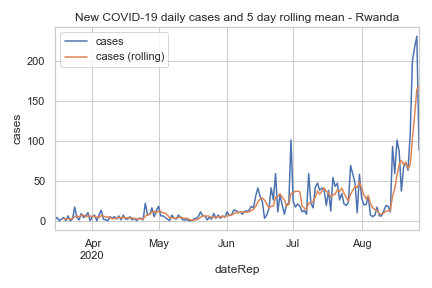 New COVID-19 daily cases and 5 day rolling mean - Rwanda
cases
cases (rolling)
cases
200
150
100
50
0
Apr
2020
May
Jun
Jul
Aug
dateRep